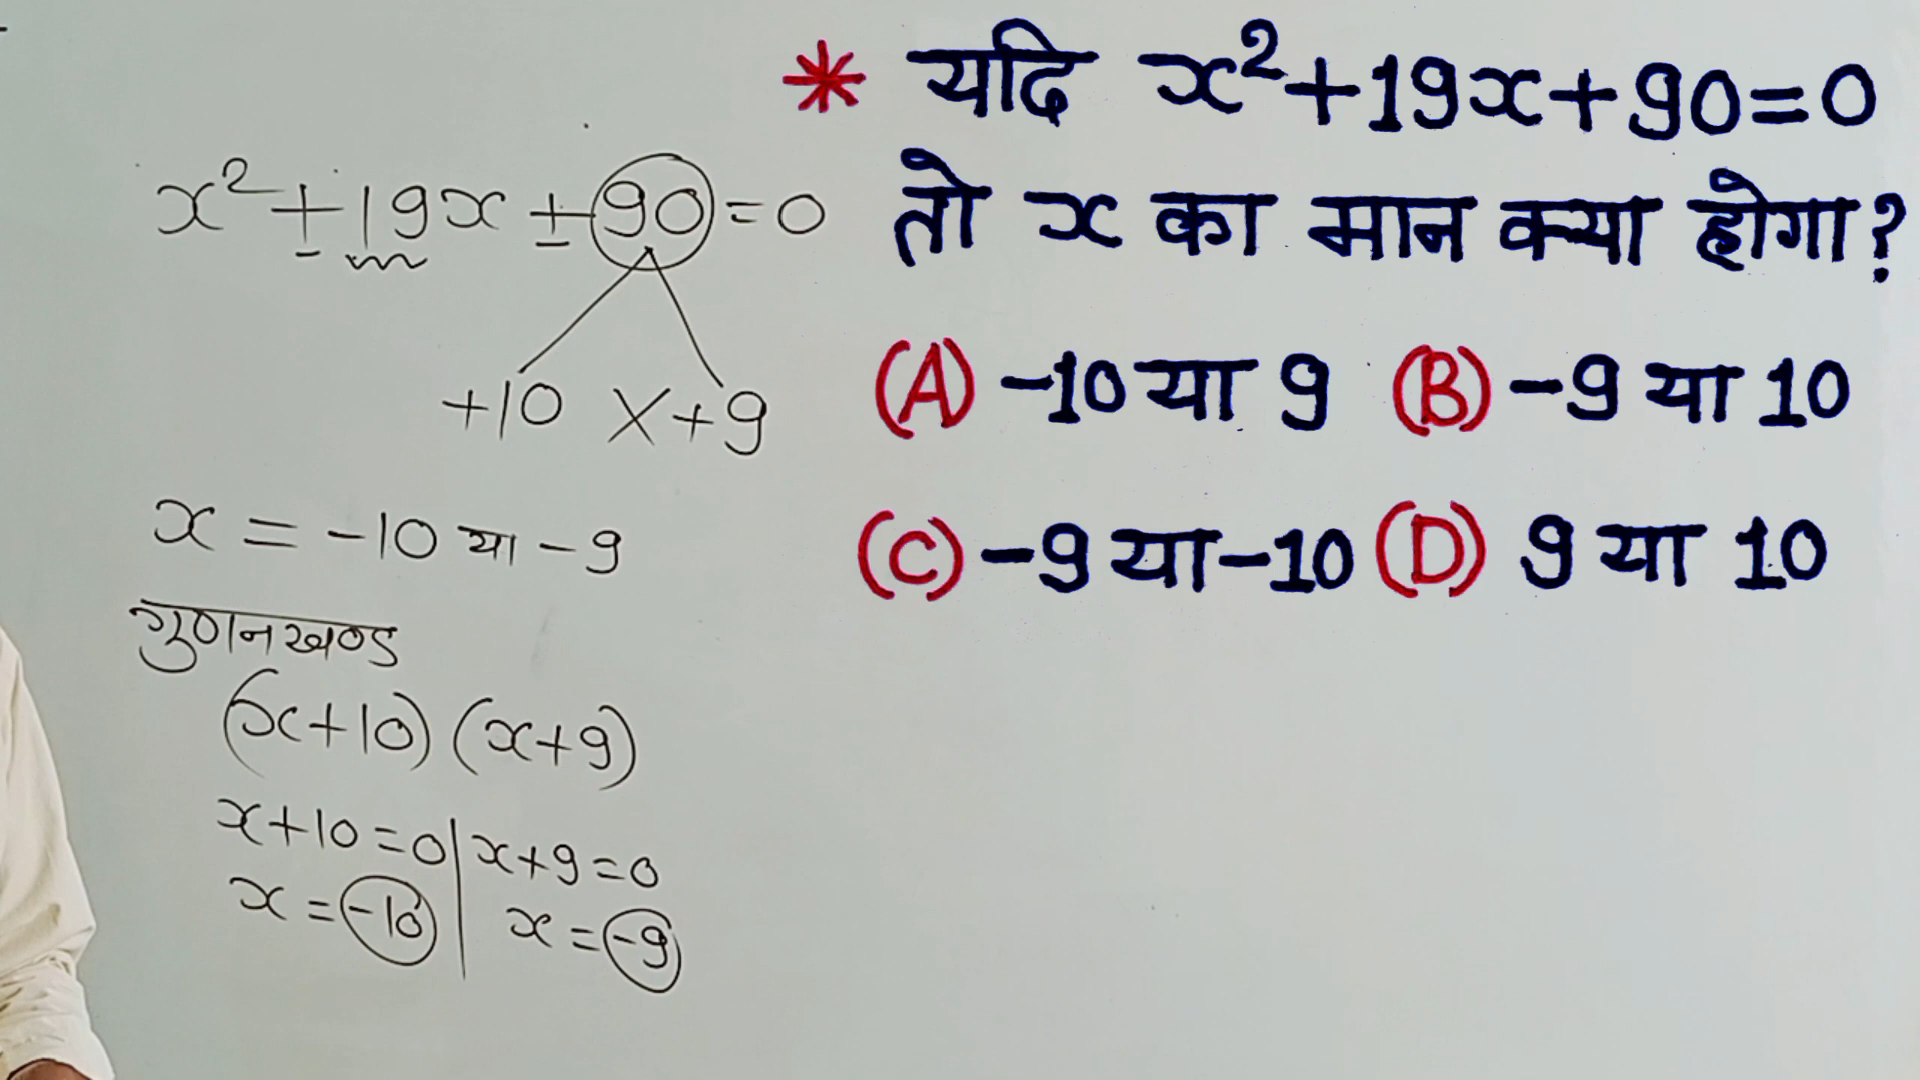 * यदि x²+19x+90=0
तो x का मान क्या होगा?
(A) -10 या 9 (B) -9 या 10
(C) -9 या -10 (D) 9 या 10
x² ± 19x ± 90 = 0
+10 X +9
x = -10 या -9
गुणनखण्ड
(x+10) (x+9)
x+10=0 | x+9=0
x = -10 | x = -9